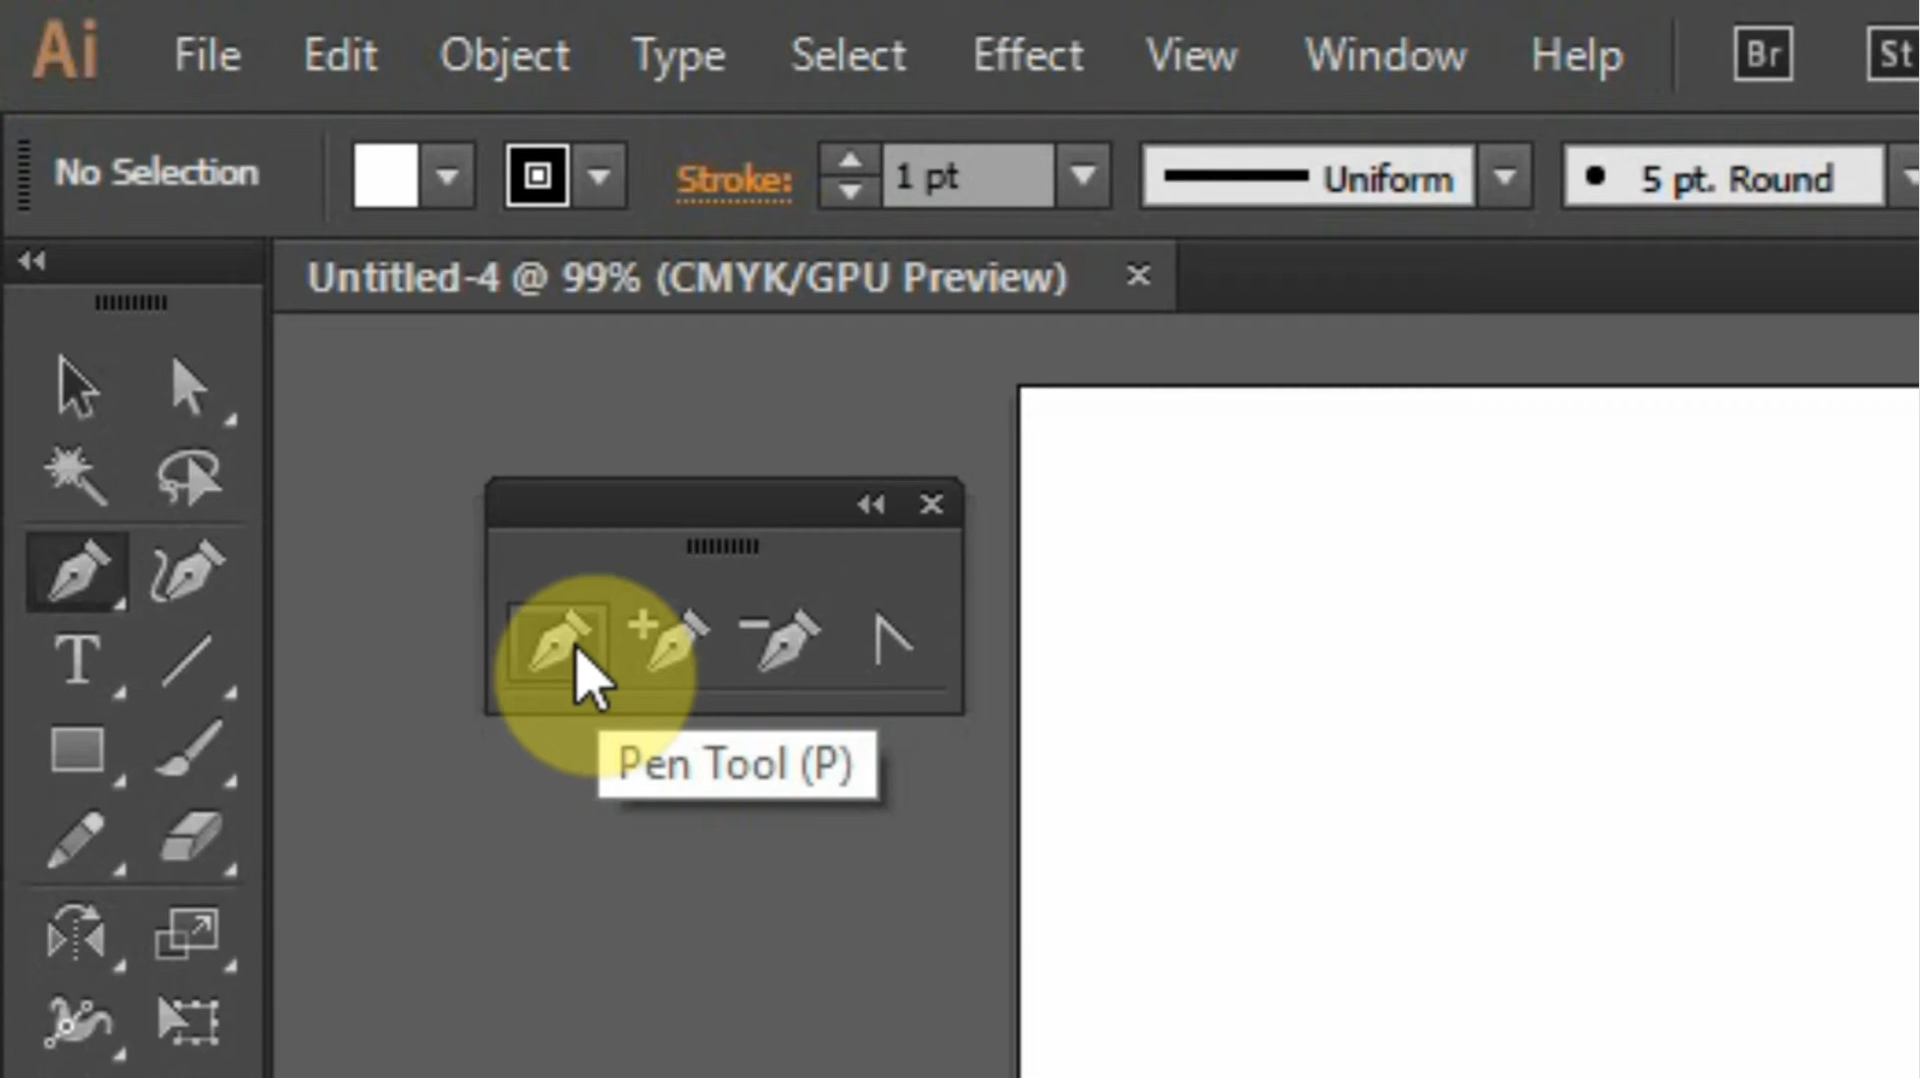 Ai File Edit Object Type Select Effect View Window Help Br St
No Selection Stroke: 1 pt Uniform 5 pt. Round
Untitled-4 @ 99% (CMYK/GPU Preview)
T
Pen Tool (P)